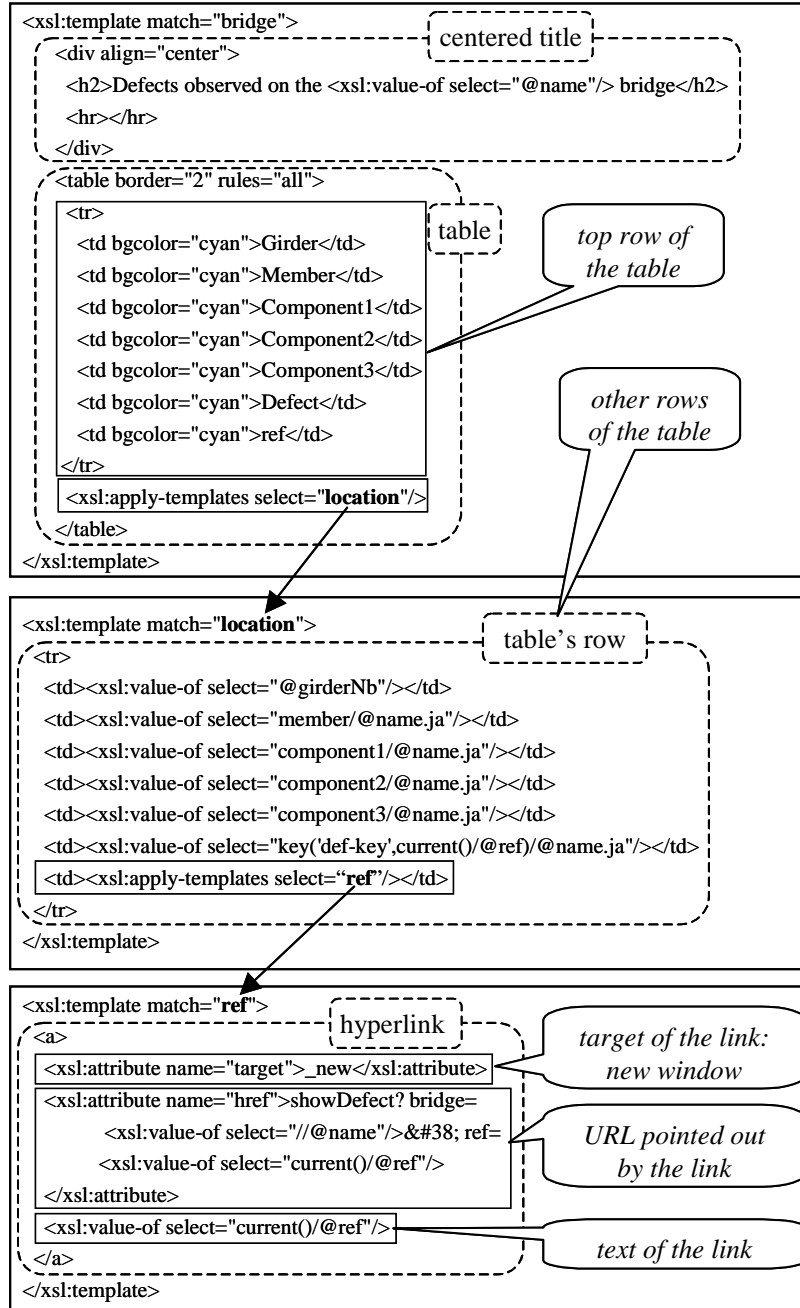 <xsl:template match="bridge">
centered title
<div align="center">
<h2>Defects observed on the <xsl:value-of select="@name"/> bridge</h2>
<hr></hr>
</div>
<table border="2" rules="all">
table
<tr>
<td bgcolor="cyan">Girder</td>
<td bgcolor="cyan">Member</td>
<td bgcolor="cyan">Component1</td>
<td bgcolor="cyan">Component2</td>
<td bgcolor="cyan">Component3</td>
<td bgcolor="cyan">Defect</td>
<td bgcolor="cyan">ref</td>
</tr>
top row of
the table
<xsl:apply-templates select="location"/>
</table>
</xsl:template>
other rows
of the table
<xsl:template match="location">
table's row
<tr>
<td><xsl:value-of select="@girderNb"/></td>
<td><xsl:value-of select="member/@name.ja"/></td>
<td><xsl:value-of select="component1/@name.ja"/></td>
<td><xsl:value-of select="component2/@name.ja"/></td>
<td><xsl:value-of select="component3/@name.ja"/></td>
<td><xsl:value-of select="key('def-key',current()/@ref)/@name.ja"/></td>
<td><xsl:apply-templates select=“ref”/></td>
</tr>
</xsl:template>
<xsl:template match="ref">
hyperlink
<a>
<xsl:attribute name="target">_new</xsl:attribute>
target of the link:
new window
<xsl:attribute name="href">showDefect? bridge=
<xsl:value-of select="//@name"/>&#38; ref=
<xsl:value-of select="current()/@ref"/>
</xsl:attribute>
URL pointed out
by the link
<xsl:value-of select="current()/@ref"/>
text of the link
</a>
</xsl:template>